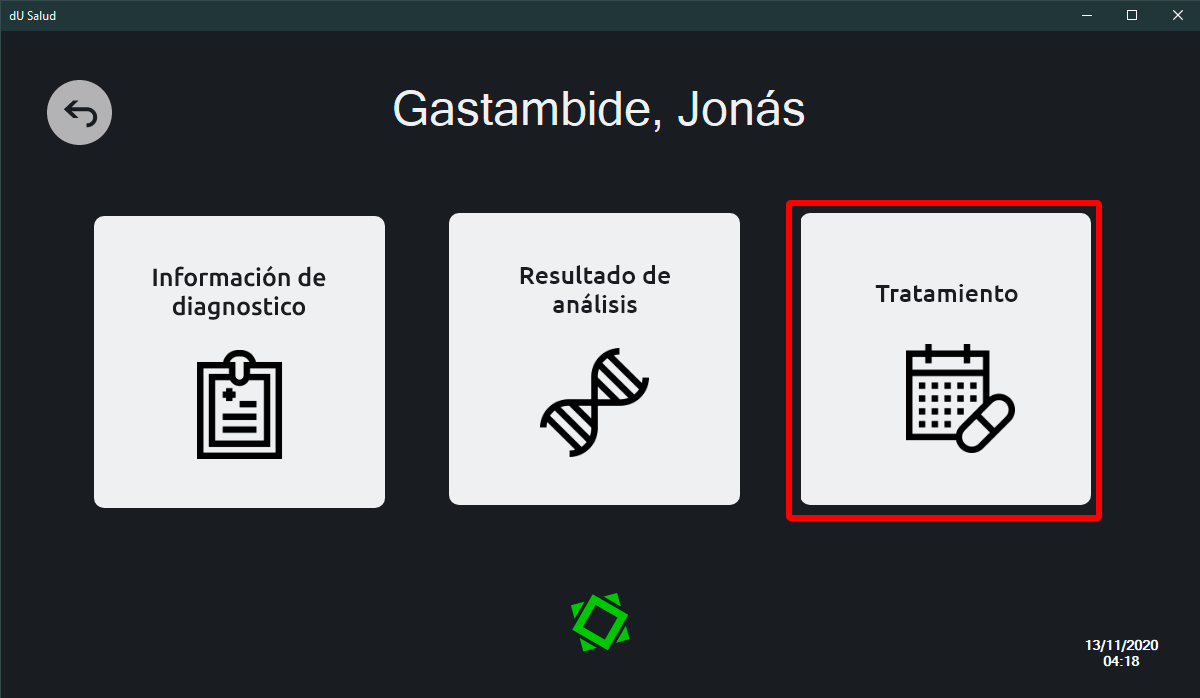 dU Salud
Gastambide, Jonás
Información de
diagnostico
Resultado de
análisis
Tratamiento
13/11/2020
04:18